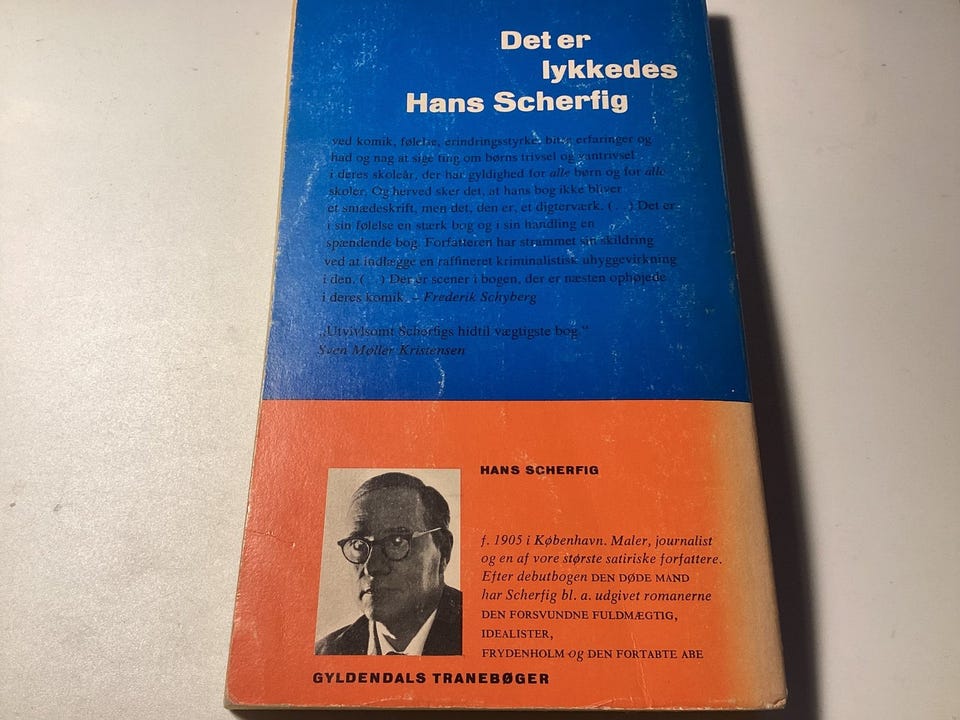 Det er
lykkedes
Hans Scherfig
ved komik, følelse, erindringsstyrke, bitre erfaringer og
had og nag at sige ting om børns trivsel og vantrivsel
i deres skoleår, der har gyldighed for alle børn og for alle
skoler. Og herved sker det, at hans bog ikke bliver
et smædeskrift, men det, den er, et digterværk. (. . .) Det er
i sin følelse en stærk bog og i sin handling en
spændende bog. Forfatteren har strammet sin skildring
ved at indlægge en raffineret kriminalistisk uhyggevirkning
i den. (. . .) Der er scener i bogen, der er næsten ophøjede
i deres komik. – Frederik Schyberg
„Utvivlsomt Scherfigs hidtil vægtigste bog.“
Sven Møller Kristensen
HANS SCHERFIG
f. 1905 i København. Maler, journalist
og en af vore største satiriske forfattere.
Efter debutbogen DEN DØDE MAND
har Scherfig bl. a. udgivet romanerne
DEN FORSVUNDNE FULDMÆGTIG,
IDEALISTER,
FRYDENHOLM og DEN FORTABTE ABE
GYLDENDALS TRANEBØGER